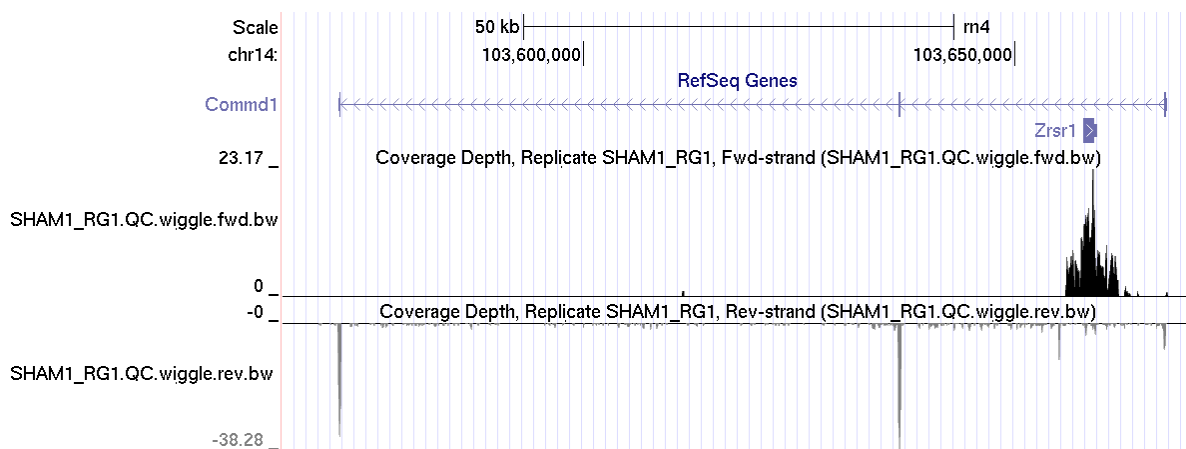 Scale 50 kb rn4
chr14: 103,600,000 103,650,000
RefSeq Genes
Commd1
Zrsr1
23.17 _ Coverage Depth, Replicate SHAM1_RG1, Fwd-strand (SHAM1_RG1.QC.wiggle.fwd.bw)
SHAM1_RG1.QC.wiggle.fwd.bw
0 _
-0 _ Coverage Depth, Replicate SHAM1_RG1, Rev-strand (SHAM1_RG1.QC.wiggle.rev.bw)
SHAM1_RG1.QC.wiggle.rev.bw
-38.28 _